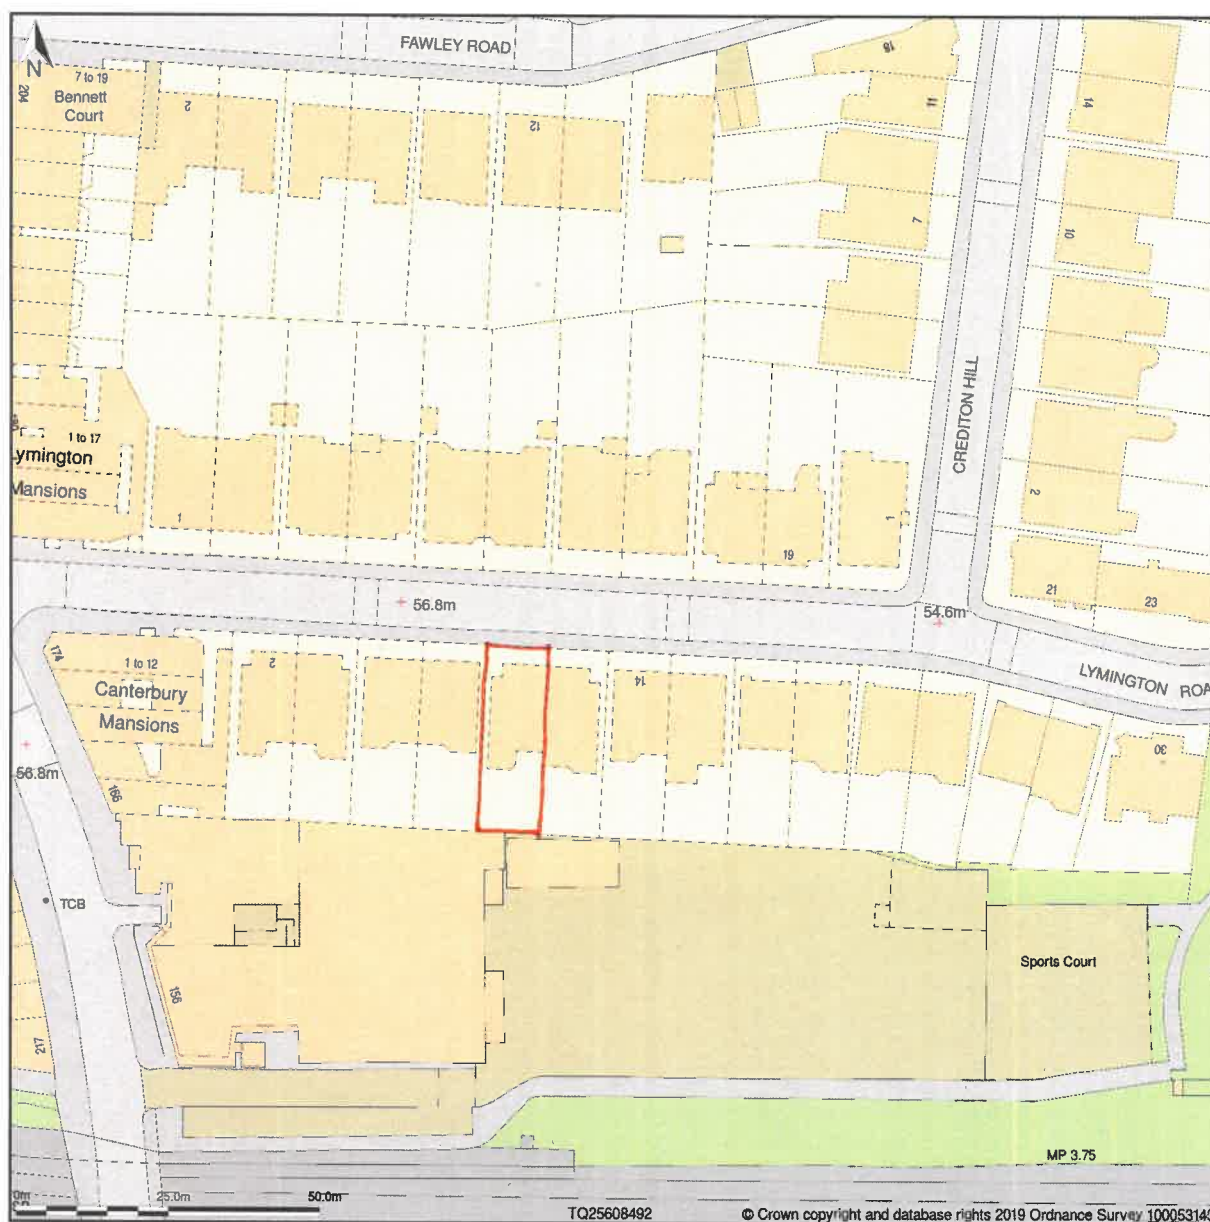 FAWLEY ROAD
N
7 to 19
Bennett
Court
204
2
12
18
11
14
7
10
CREDITON HILL
1 to 17
ymington
Mansions
1
19
1
2
21
23
56.8m
54.6m
LYMINGTON ROA
174
1 to 12
Canterbury
Mansions
2
14
30
56.8m
166
TCB
156
Sports Court
217
MP 3.75
0m
25.0m
50.0m
TQ25608492
© Crown copyright and database rights 2019 Ordnance Survey 10005314